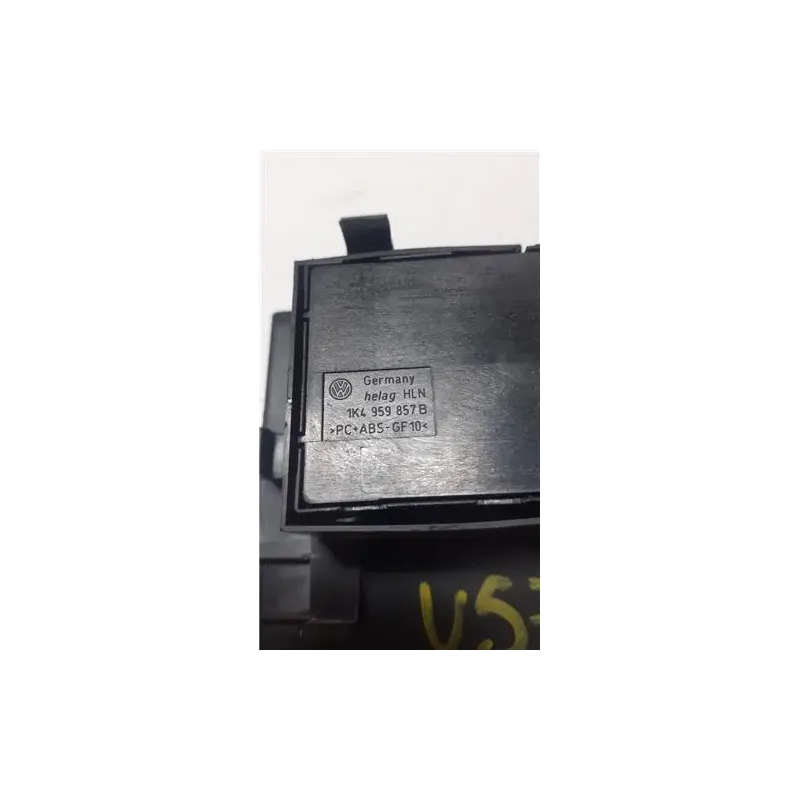 Germany
helag HLN
1K4 959 857 B
>PC+ABS-GF10<